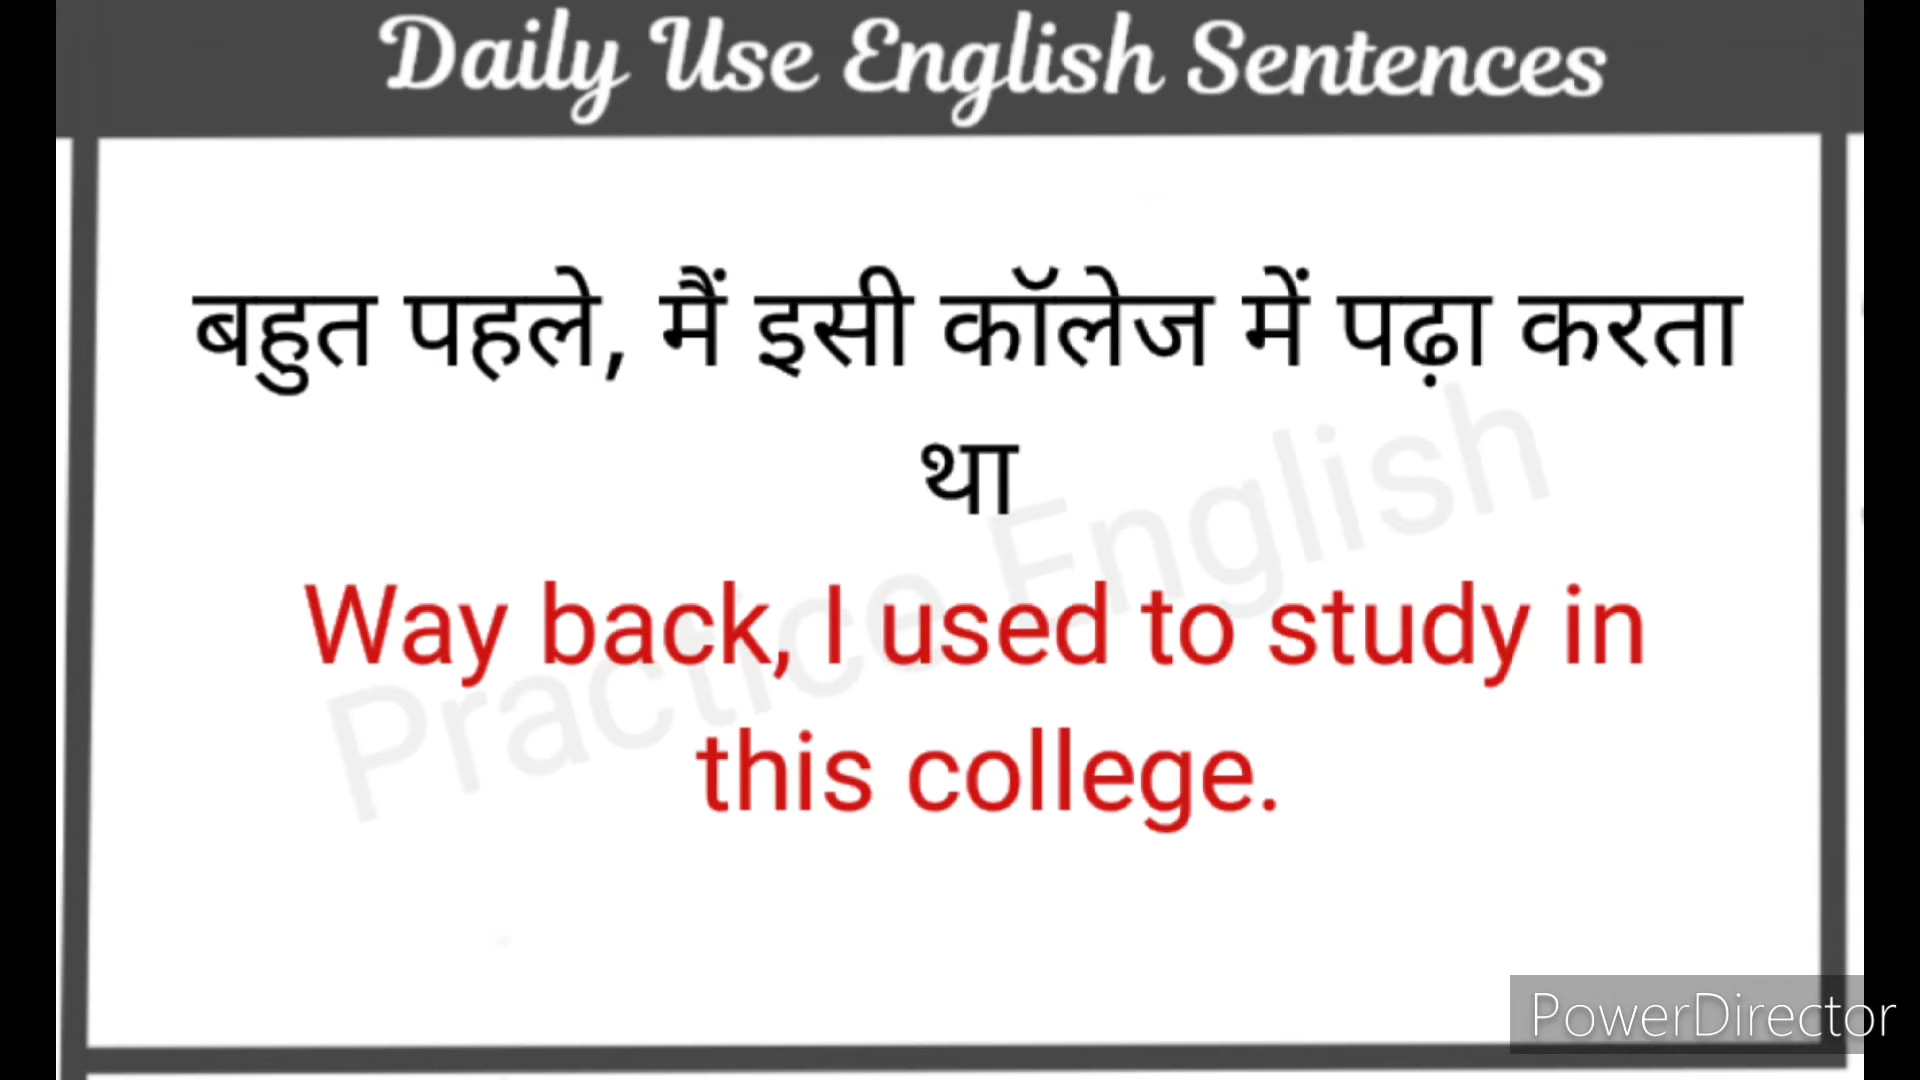 Daily Use English Sentences
बहुत पहले, मैं इसी कॉलेज में पढ़ा करता
था
Way back, I used to study in
this college.
Practice English
PowerDirector